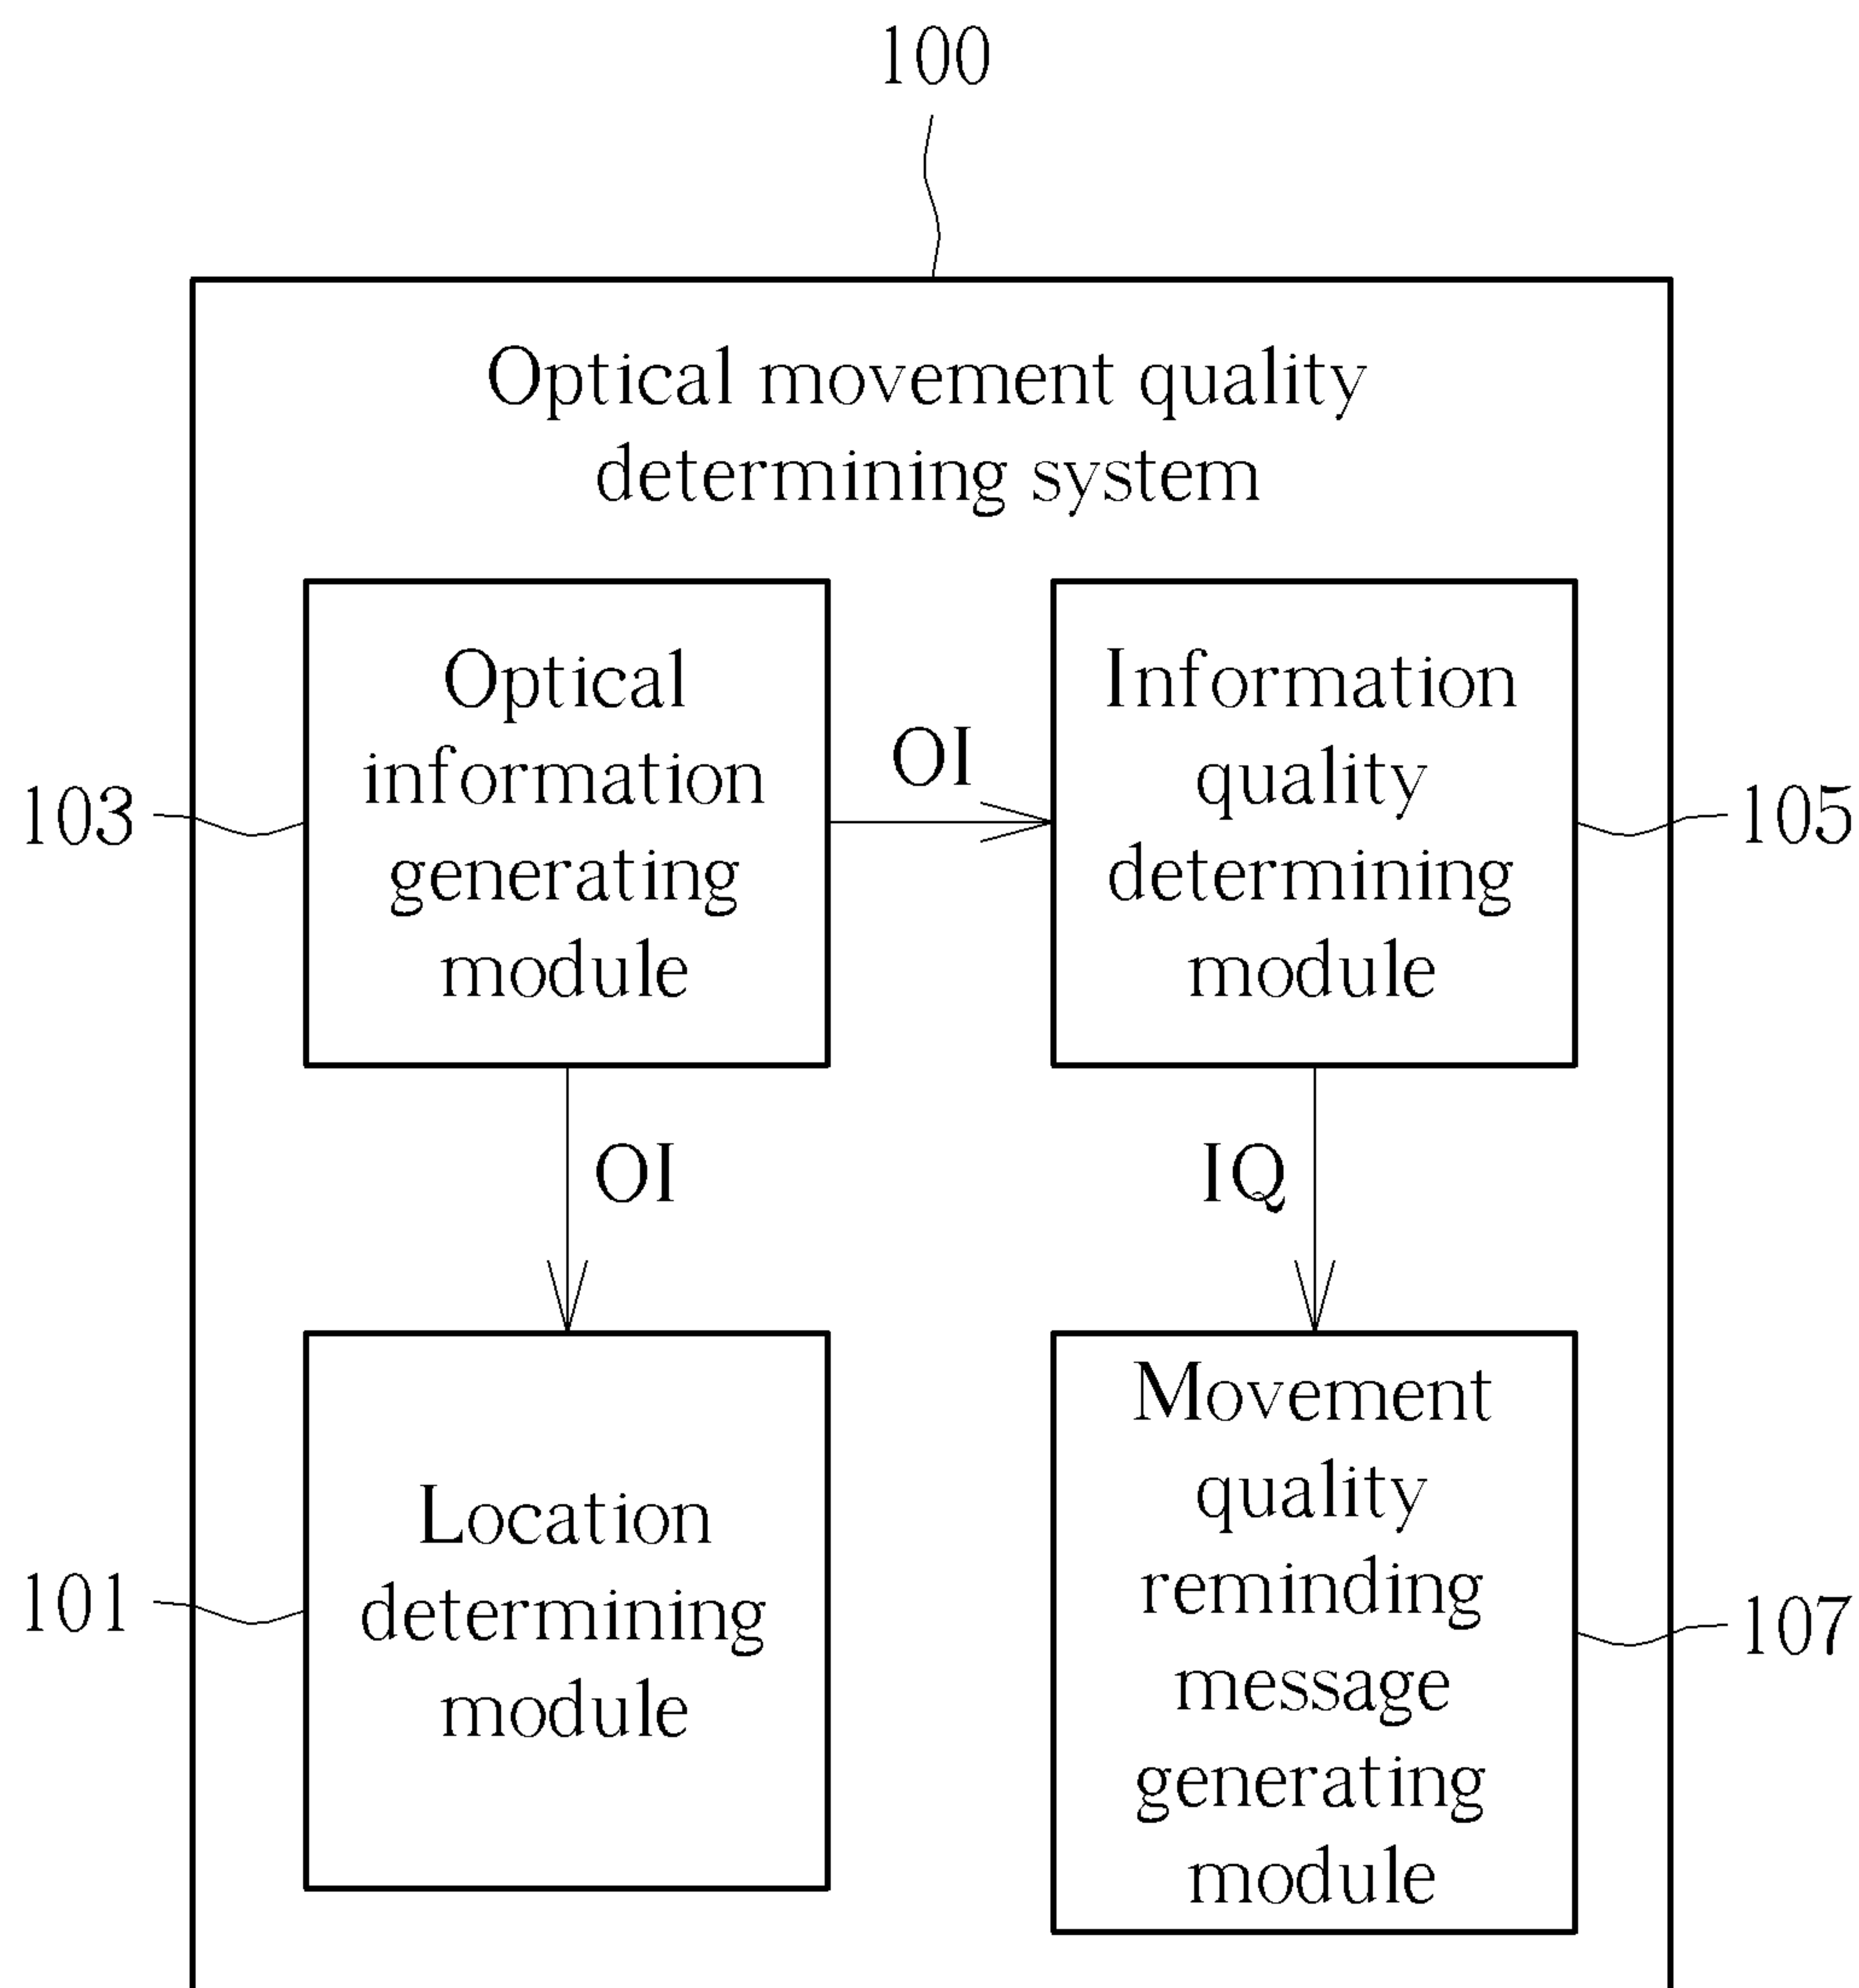 100
Optical movement quality
determining system
Optical
information
generating
module
103
OI
Information
quality
determining
module
105
OI
IQ
Location
determining
module
101
Movement
quality
reminding
message
generating
module
107